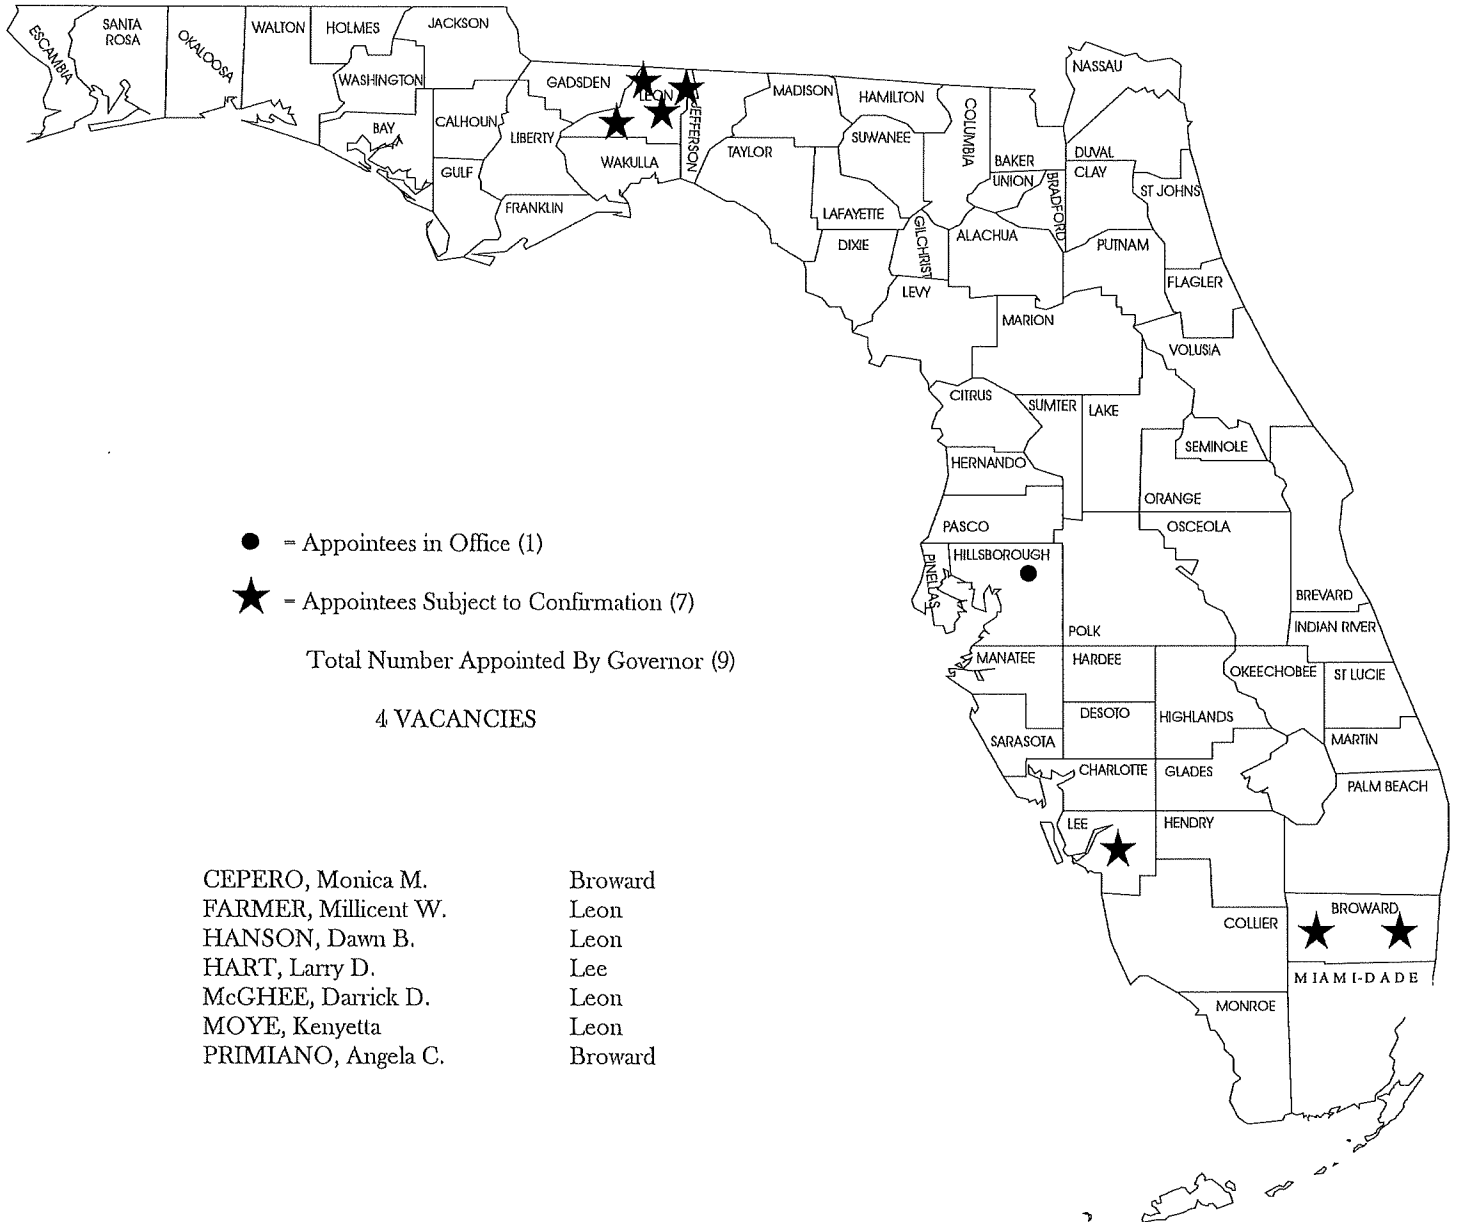 ESCAMBIA
SANTA
ROSA
OKALOOSA
WALTON
HOLMES
JACKSON
WASHINGTON
BAY
CALHOUN
GULF
LIBERTY
GADSDEN
LEON
JEFFERSON
WAKULLA
FRANKLIN
MADISON
TAYLOR
HAMILTON
SUWANEE
LAFAYETTE
DIXIE
COLUMBIA
GILCHRIST
LEVY
BAKER
UNION
BRADFORD
ALACHUA
NASSAU
DUVAL
CLAY
ST JOHNS
PUTNAM
FLAGLER
MARION
VOLUSIA
CITRUS
SUMTER
LAKE
SEMINOLE
HERNANDO
ORANGE
PASCO
OSCEOLA
HILLSBOROUGH
PINELLAS
POLK
BREVARD
INDIAN RIVER
MANATEE
HARDEE
OKEECHOBEE
ST LUCIE
DESOTO
HIGHLANDS
SARASOTA
MARTIN
CHARLOTTE
GLADES
PALM BEACH
LEE
HENDRY
COLLIER
BROWARD
MIAMI-DADE
MONROE
= Appointees in Office (1)
= Appointees Subject to Confirmation (7)
Total Number Appointed By Governor (9)
4 VACANCIES
CEPERO, Monica M. Broward
FARMER, Millicent W. Leon
HANSON, Dawn B. Leon
HART, Larry D. Lee
McGHEE, Darrick D. Leon
MOYE, Kenyetta Leon
PRIMIANO, Angela C. Broward